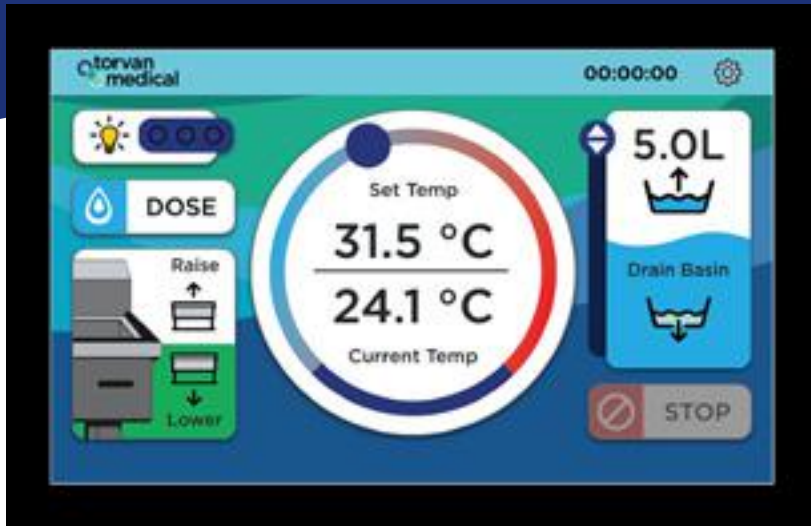 torvan
medical
00:00:00
DOSE
Raise
Lower
Set Temp
31.5 °C
24.1 °C
Current Temp
5.0L
Drain Basin
STOP